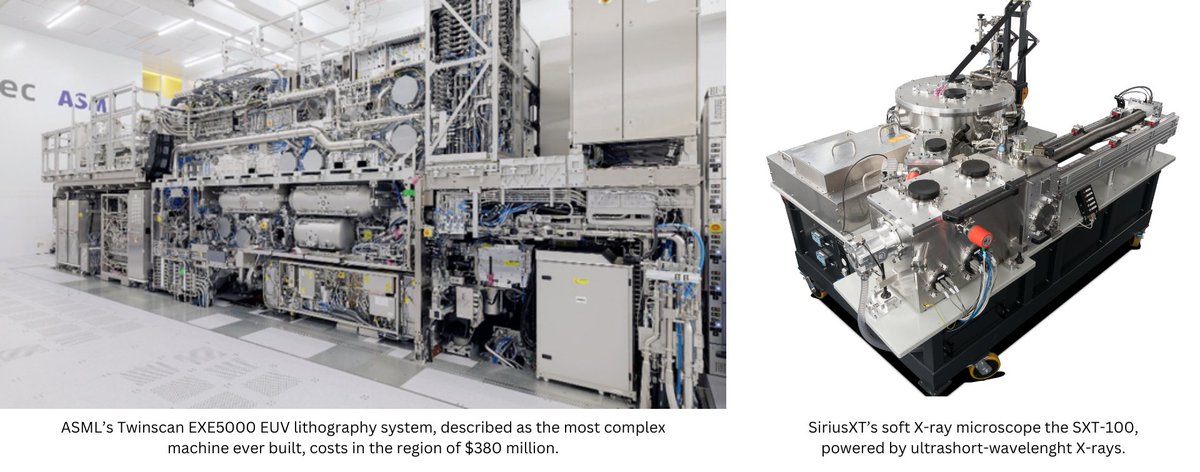 ec ASM
ASML’s Twinscan EXE5000 EUV lithography system, described as the most complex
machine ever built, costs in the region of $380 million.
SiriusXT’s soft X-ray microscope the SXT-100,
powered by ultrashort-wavelenght X-rays.